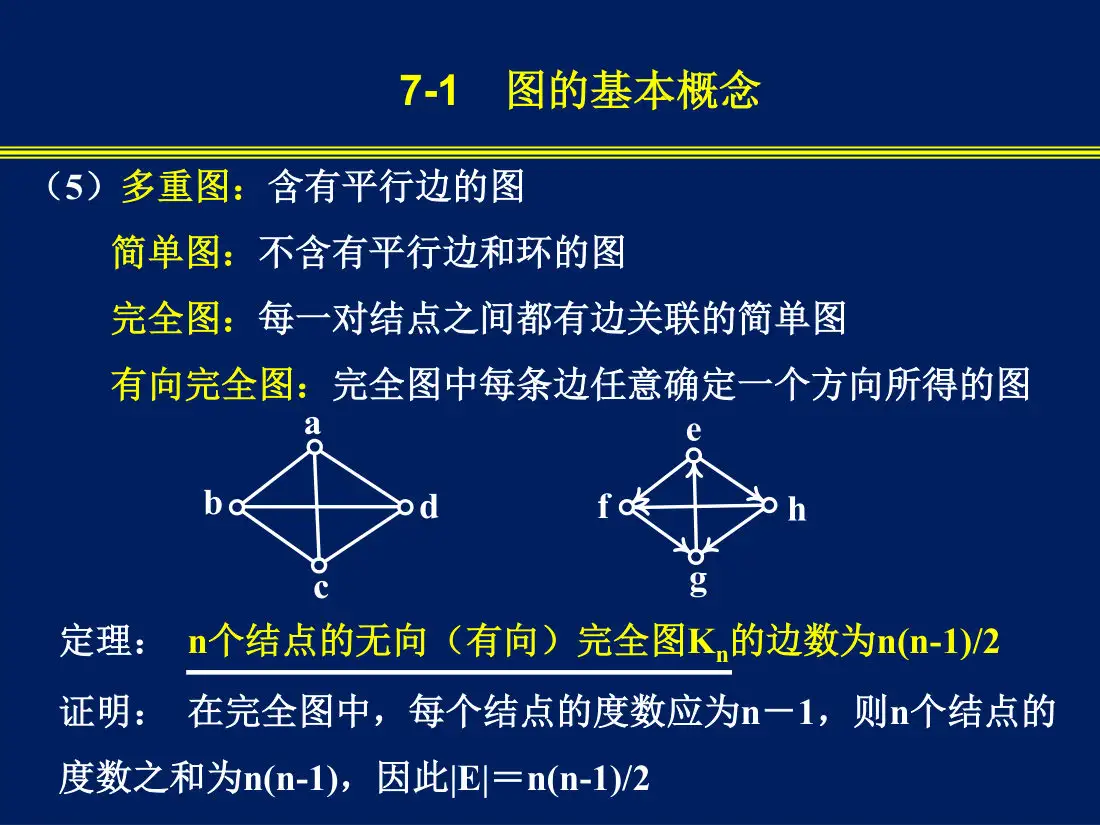 7-1 图的基本概念
（5）多重图：含有平行边的图
简单图：不含有平行边和环的图
完全图：每一对结点之间都有边关联的简单图
有向完全图：完全图中每条边任意确定一个方向所得的图
a
e
b
d
f
h
c
g
定理： n个结点的无向（有向）完全图Kn的边数为n(n-1)/2
证明： 在完全图中，每个结点的度数应为n－1，则n个结点的
度数之和为n(n-1)，因此|E|＝n(n-1)/2